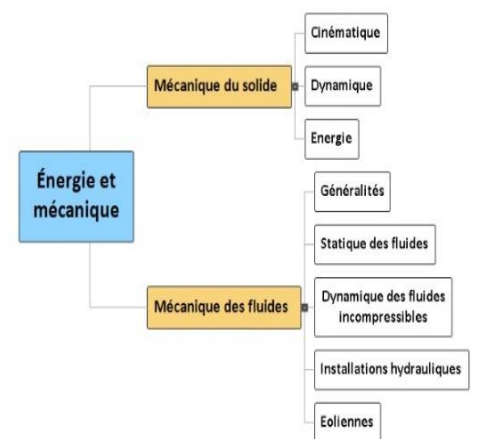 Énergie et
mécanique
Mécanique du solide
Cinématique
Dynamique
Energie
Mécanique des fluides
Généralités
Statique des fluides
Dynamique des fluides
incompressibles
Installations hydrauliques
Eoliennes